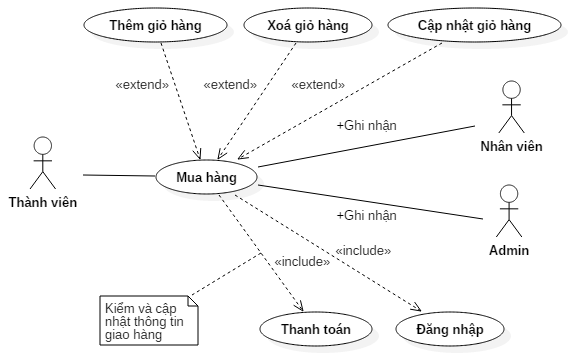 Thêm giỏ hàng
Xoá giỏ hàng
Cập nhật giỏ hàng
«extend»
«extend»
«extend»
+Ghi nhận
Nhân viên
Mua hàng
Thành viên
+Ghi nhận
Admin
«include»
«include»
Kiểm và cập
nhật thông tin
giao hàng
Thanh toán
Đăng nhập